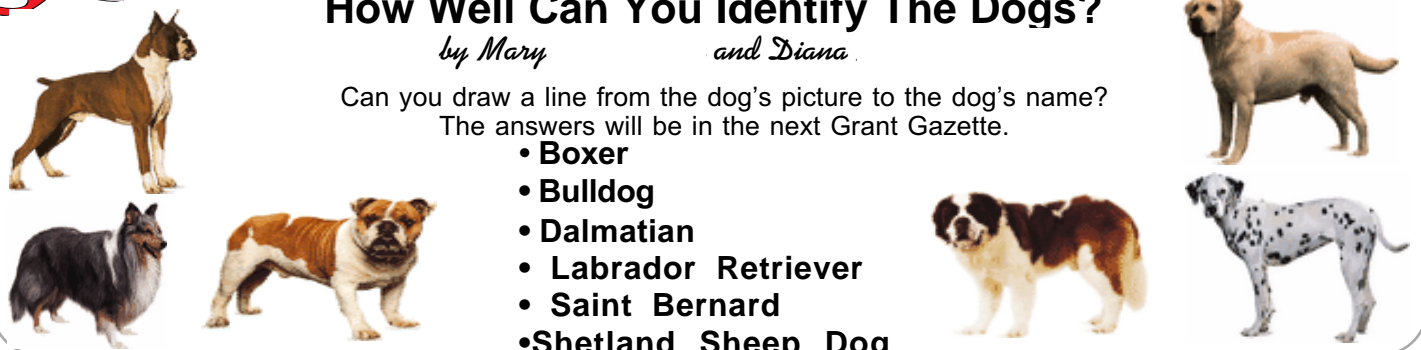 How Well Can You Identify The Dogs?
by Mary and Diana
Can you draw a line from the dog's picture to the dog's name?
The answers will be in the next Grant Gazette.
• Boxer
• Bulldog
• Dalmatian
• Labrador Retriever
• Saint Bernard
•Shetland Sheep Dog